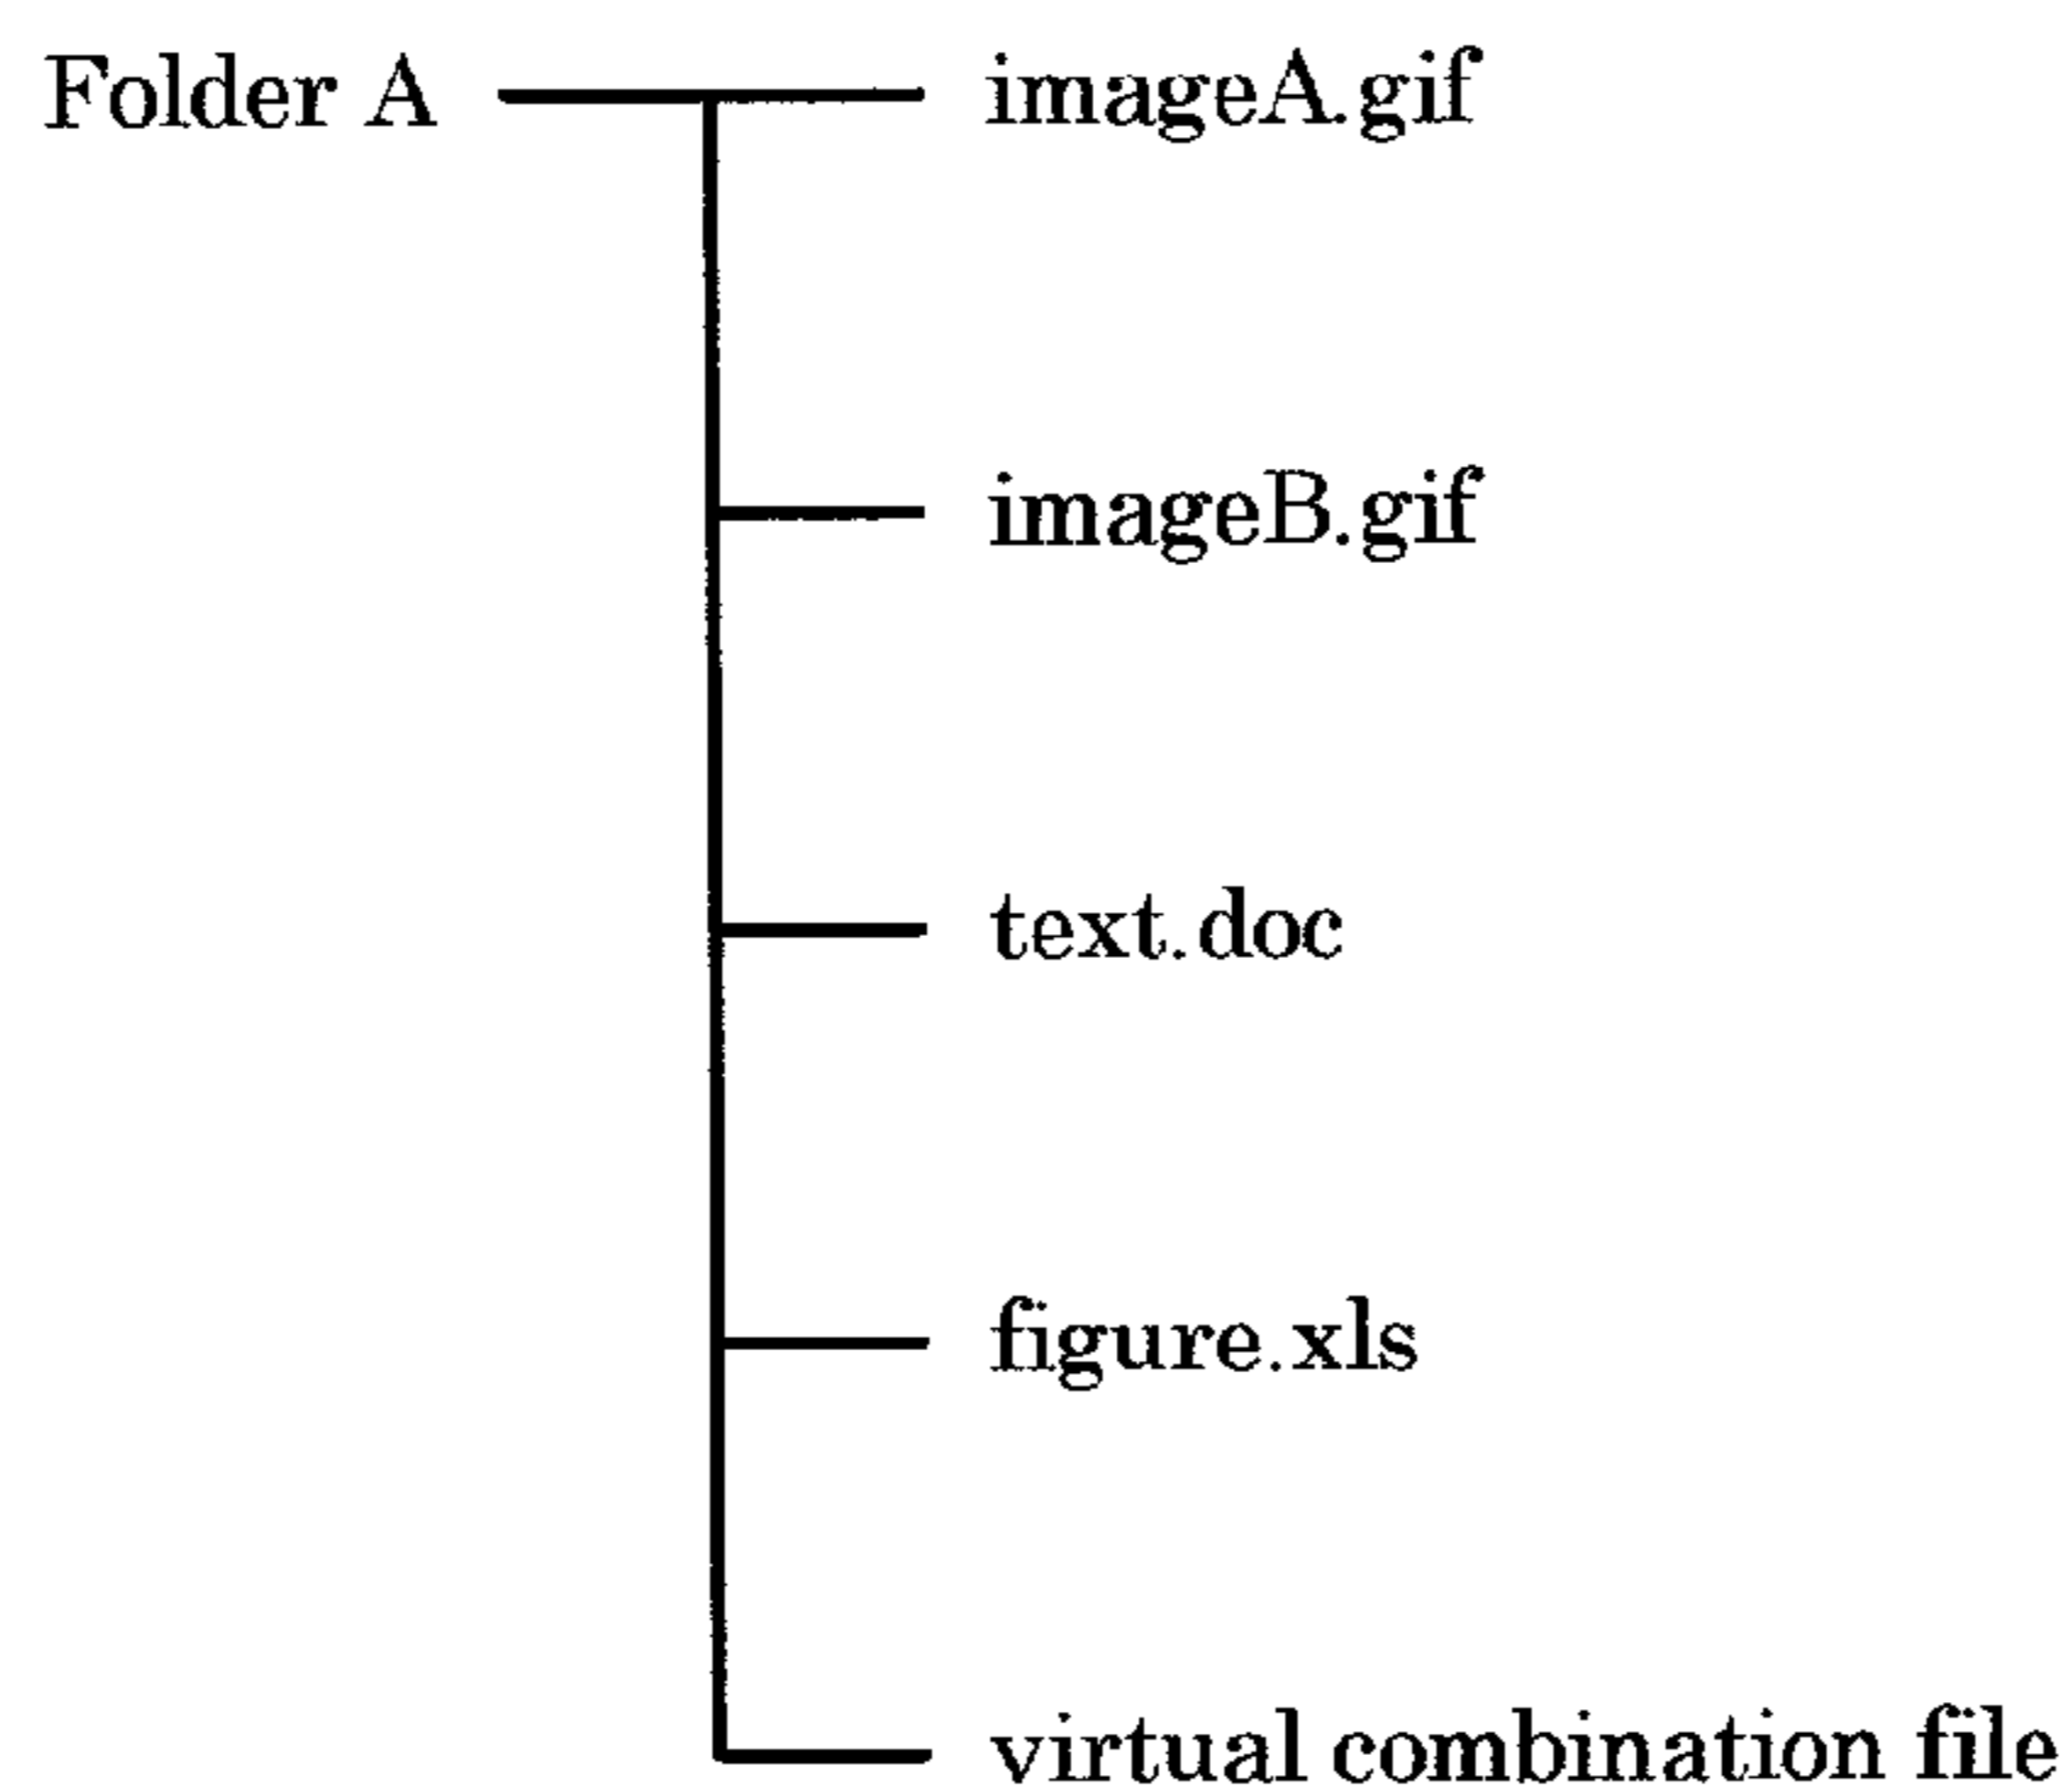 Folder A imageA.gif
imageB.gif
text.doc
figure.xls
virtual combination file